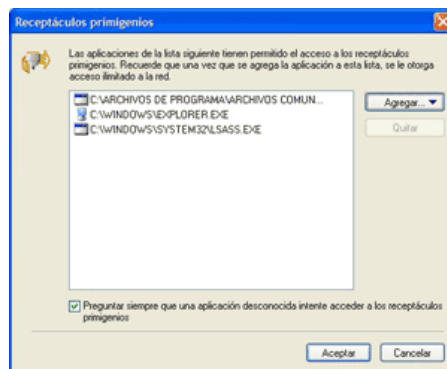 Receptáculos primigenios
Las aplicaciones de la lista siguiente tienen permitido el acceso a los receptáculos
primigenios. Recuerde que una vez que se agrega la aplicación a esta lista, se le otorga
acceso ilimitado a la red.
C:\ARCHIVOS DE PROGRAMA\ARCHIVOS COMUN...
Agregar...
C:\WINDOWS\EXPLORER.EXE
Quitar
C:\WINDOWS\SYSTEM32\LSASS.EXE
Preguntar siempre que una aplicación desconocida intente acceder a los receptáculos
primigenios
Aceptar
Cancelar